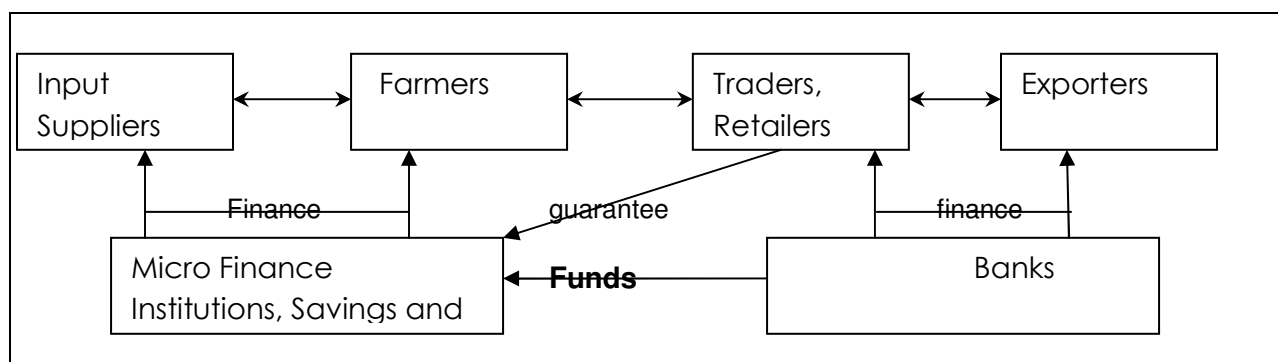 Input
Suppliers
Farmers
Traders,
Retailers
Exporters
Finance
guarantee
finance
Micro Finance
Institutions, Savings and
Funds
Banks